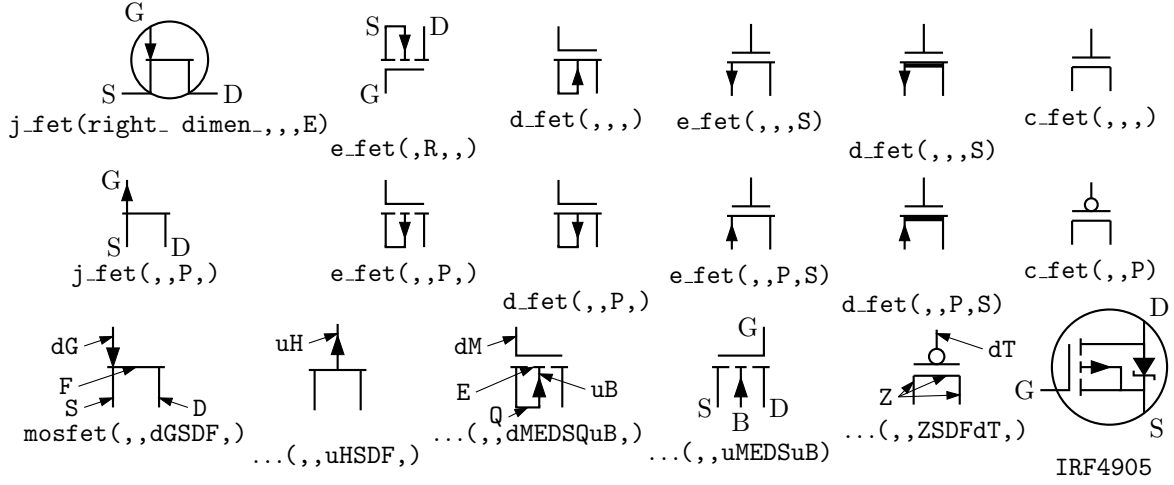 G
S D
j_fet(right_ dimen_,,,E)
S D
G
e_fet(,R,,)
d_fet(,,,)
e_fet(,,,S)
d_fet(,,,S)
c_fet(,,,)
G
S D
j_fet(,,P,)
e_fet(,,P,)
d_fet(,,P,)
e_fet(,,P,S)
d_fet(,,P,S)
c_fet(,,P)
dG
F
S D
mosfet(,,dGSDF,)
uH
...(,,uHSDF,)
dM
E uB
Q
...(,,dMEDSQuB,)
G
S B D
...(,,uMEDSuB)
dT
Z
...(,,ZSDFdT,)
D
G
S
IRF4905